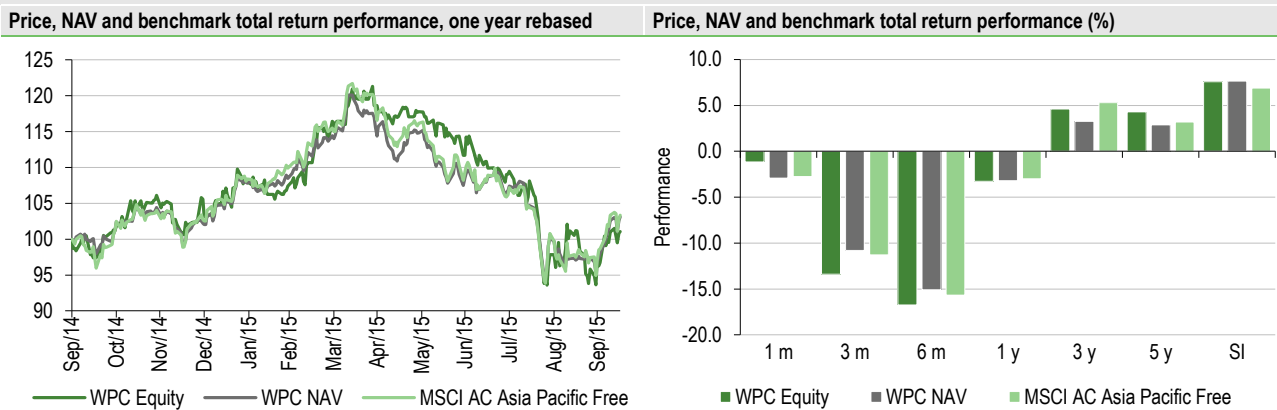 Price, NAV and benchmark total return performance, one year rebased
125
120
115
110
105
100
95
90
Sep/14
Oct/14
Nov/14
Dec/14
Jan/15
Feb/15
Mar/15
Apr/15
May/15
Jun/15
Jul/15
Aug/15
Sep/15
WPC Equity
WPC NAV
MSCI AC Asia Pacific Free
Price, NAV and benchmark total return performance (%)
10.0
5.0
0.0
-5.0
-10.0
-15.0
-20.0
Performance
1 m
3 m
6 m
1 y
3 y
5 y
SI
WPC Equity
WPC NAV
MSCI AC Asia Pacific Free